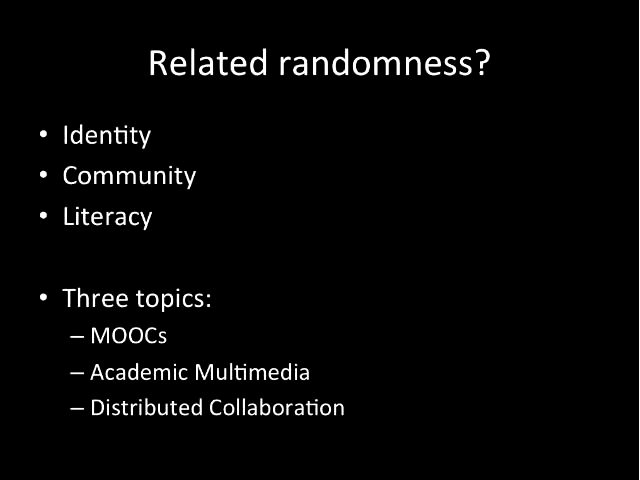 Related randomness?
• Identity
• Community
• Literacy
• Three topics:
– MOOCs
– Academic Multimedia
– Distributed Collaboration